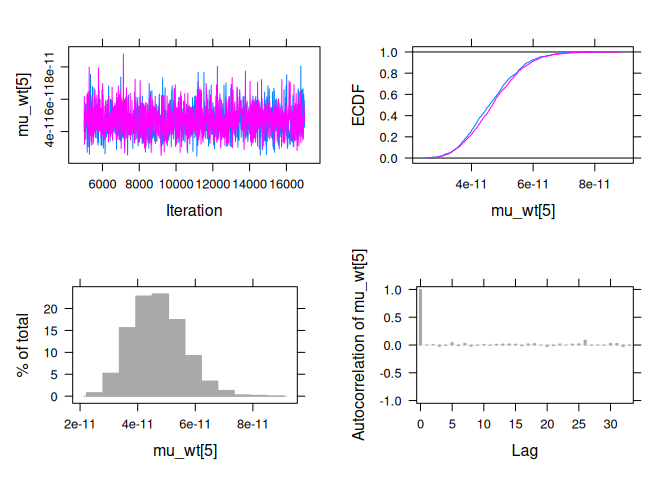 mu_wt[5]
4e-11 6e-11 8e-11
6000 8000 10000 12000 14000 16000
Iteration
ECDF
1.0
0.8
0.6
0.4
0.2
0.0
4e-11 6e-11 8e-11
mu_wt[5]
% of total
20
15
10
5
0
2e-11 4e-11 6e-11 8e-11
mu_wt[5]
Autocorrelation of mu_wt[5]
1.0
0.5
0.0
-0.5
-1.0
0 5 10 15 20 25 30
Lag